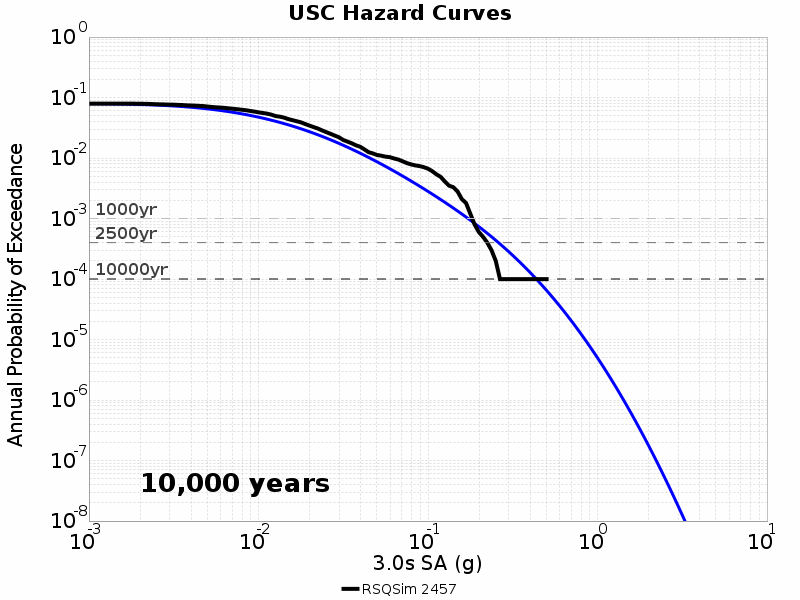 USC Hazard Curves
Annual Probability of Exceedance
10^0
10^-1
10^-2
10^-3
10^-4
10^-5
10^-6
10^-7
10^-8
1000yr
2500yr
10000yr
10,000 years
10^-3 10^-2 10^-1 10^0 10^1
3.0s SA (g)
RSQSim 2457